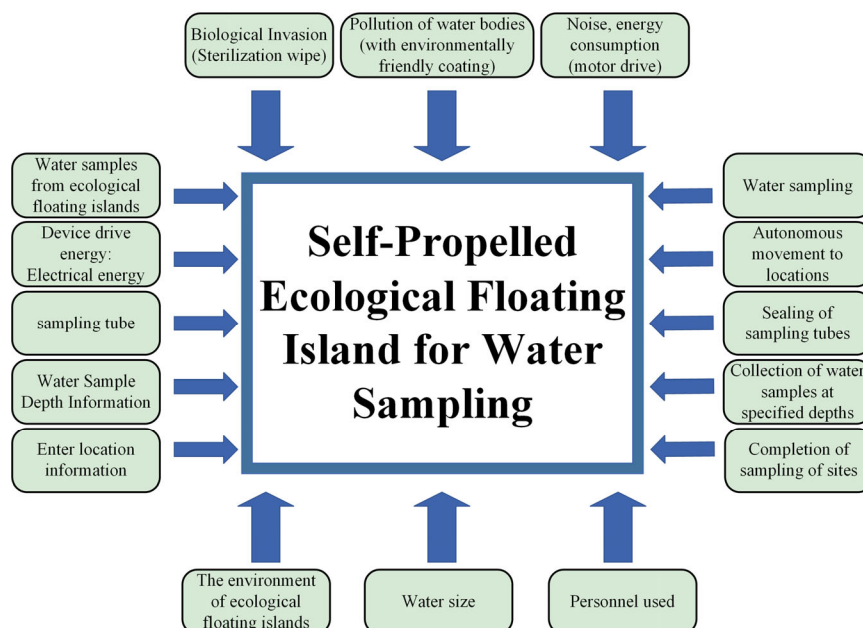 Biological Invasion
(Sterilization wipe)
Pollution of water bodies
(with environmentally
friendly coating)
Noise, energy
consumption
(motor drive)
Water samples
from ecological
floating islands
Device drive
energy:
Electrical energy
sampling tube
Water Sample
Depth Information
Enter location
information
Self-Propelled
Ecological Floating
Island for Water
Sampling
Water sampling
Autonomous
movement to
locations
Sealing of
sampling tubes
Collection of water
samples at
specified depths
Completion of
sampling of sites
The environment
of ecological
floating islands
Water size
Personnel used